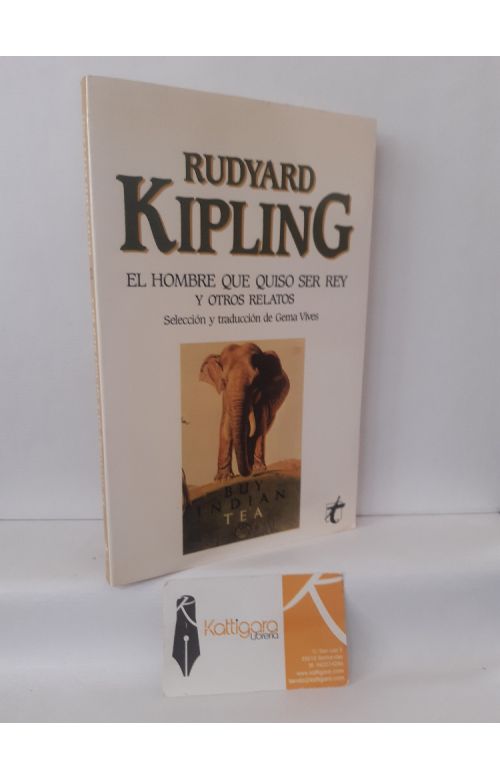 RUDYARD
KIPLING
EL HOMBRE QUE QUISO SER REY
Y OTROS RELATOS
Selección y traducción de Gema Vives
BUY
INDIAN
TEA
t
R
Kattigara
Librería
K
www.kattigara.com